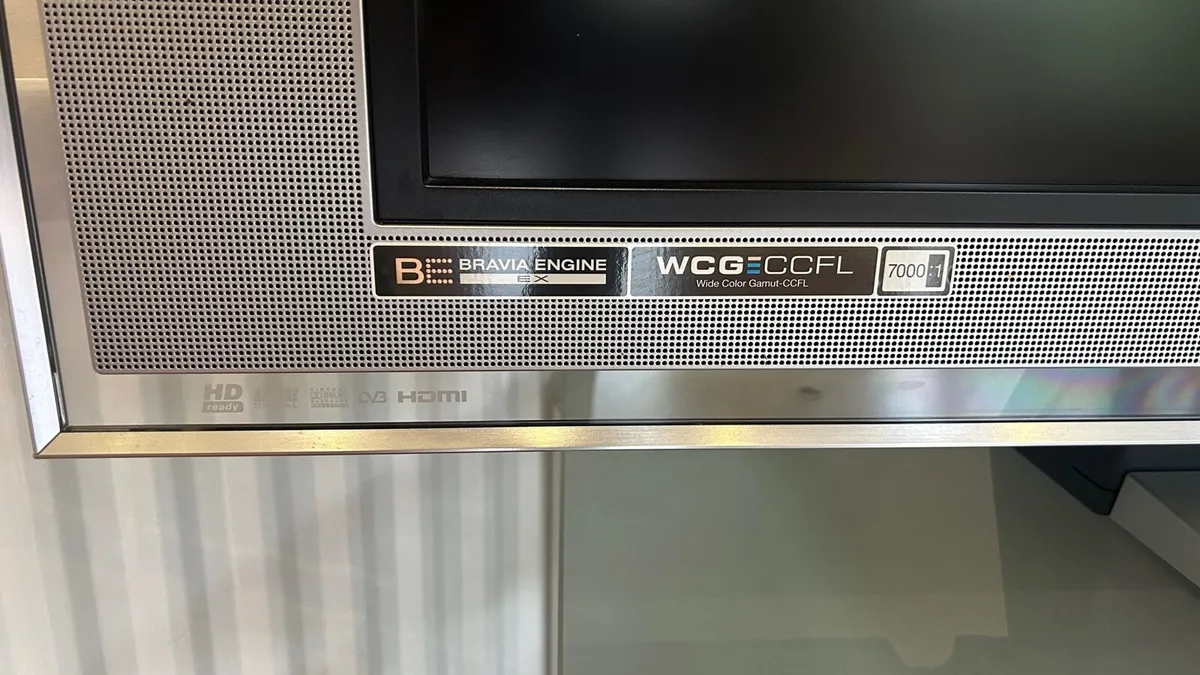 BE BRAVIA ENGINE
EX
WCG CCFL
Wide Color Gamut-CCFL
7000:1
HD
ready
DVB
HDMI